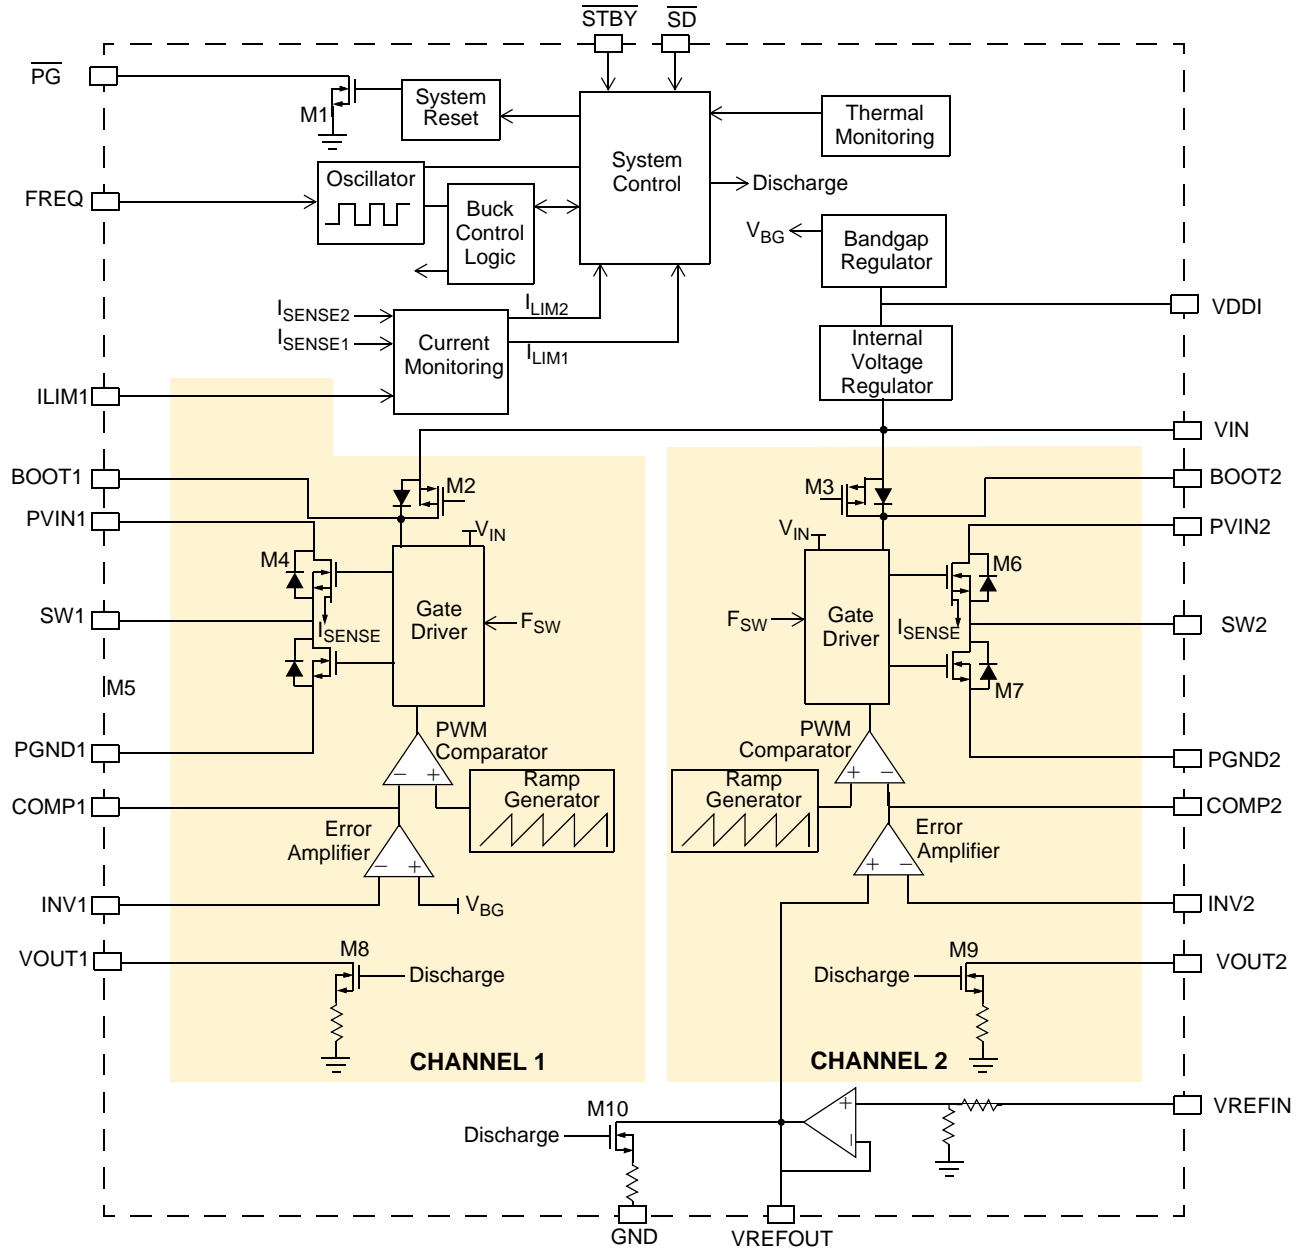 STBY
SD
PG
M1
System
Reset
System
Control
Thermal
Monitoring
Discharge
FREQ
Oscillator
Buck
Control
Logic
VBG
Bandgap
Regulator
VDDI
ISENSE2
ISENSE1
ILIM2
ILIM1
Current
Monitoring
Internal
Voltage
Regulator
ILIM1
VIN
BOOT1
M2
M3
BOOT2
PVIN1
VIN
VIN
PVIN2
M4
M6
SW1
ISENSE
Gate
Driver
FSW
FSW
Gate
Driver
ISENSE
SW2
M5
M7
PGND1
PWM
Comparator
PWM
Comparator
PGND2
− +
+ −
COMP1
Ramp
Generator
Ramp
Generator
COMP2
Error
Amplifier
Error
Amplifier
− +
+ −
INV1
VBG
INV2
VOUT1
M8
Discharge
Discharge
M9
VOUT2
CHANNEL 1
CHANNEL 2
M10
Discharge
+
−
VREFIN
GND
VREFOUT